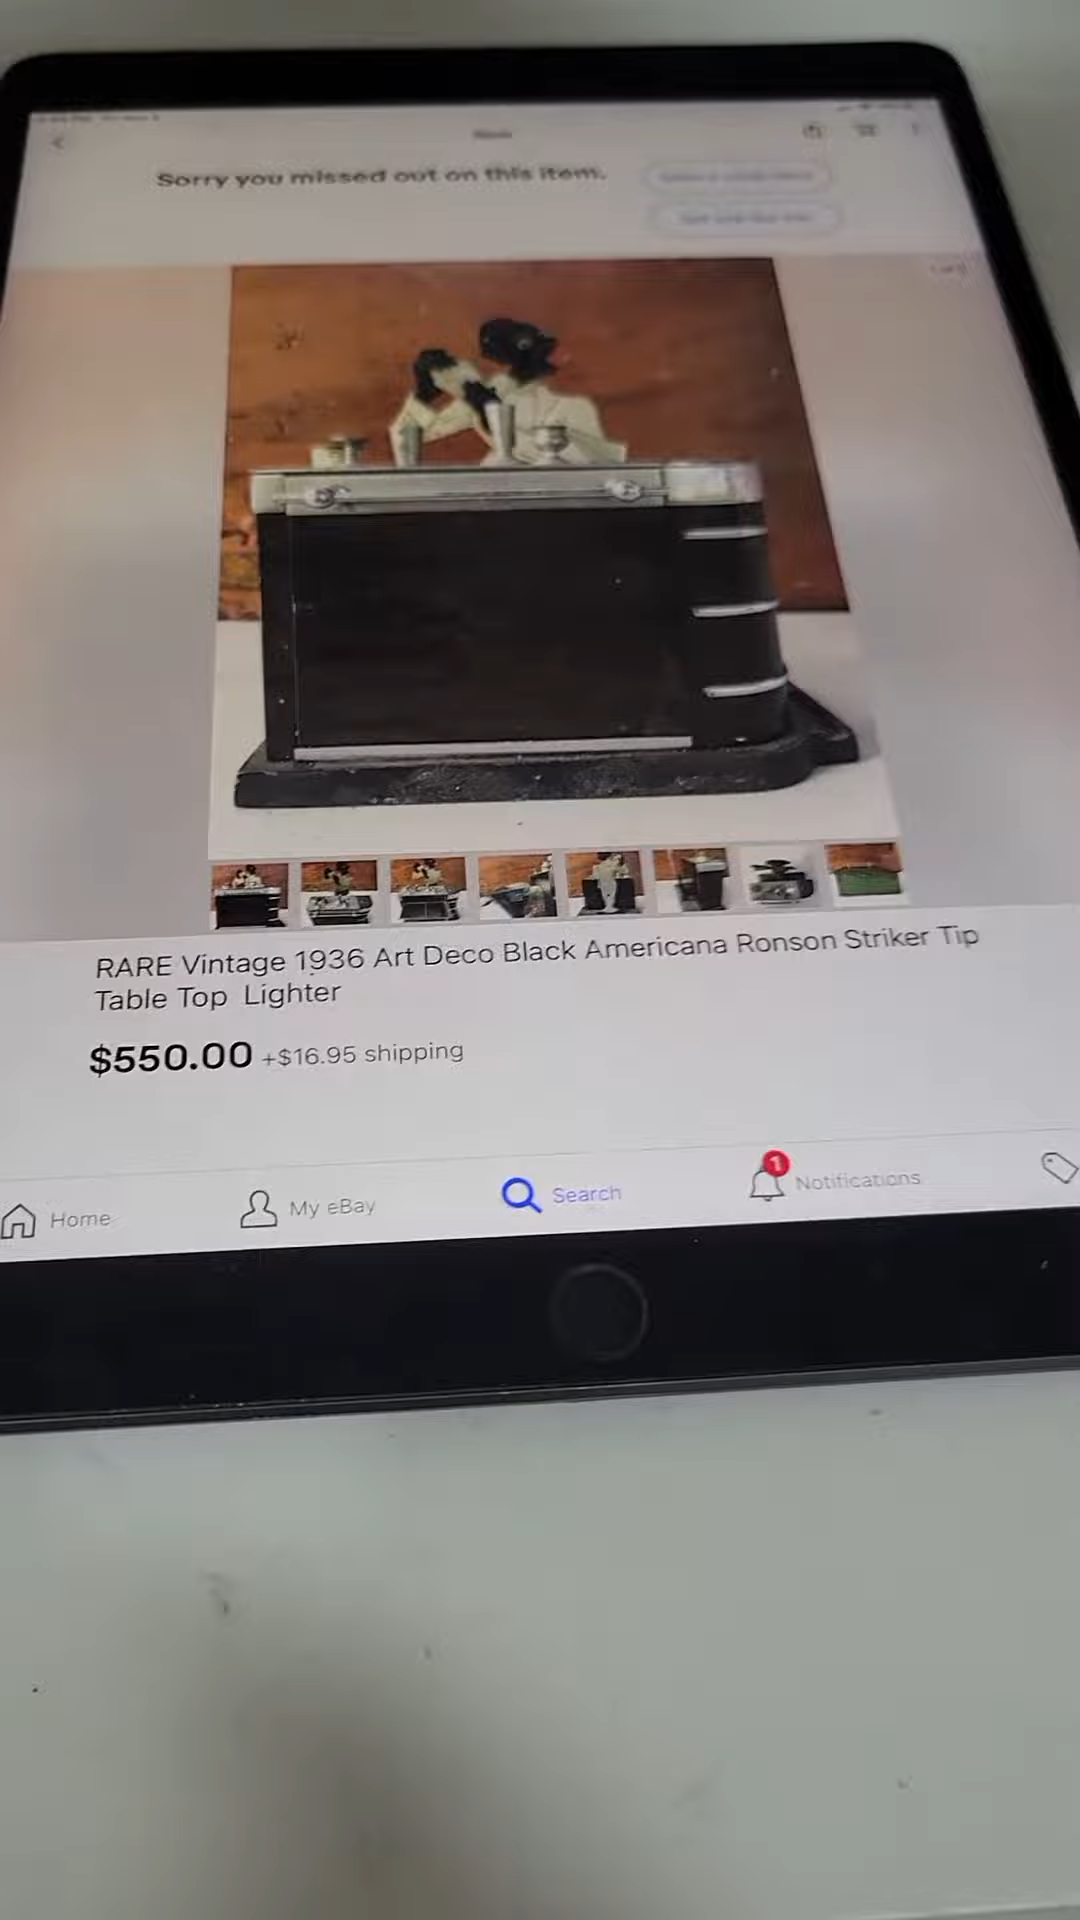 Sorry you missed out on this item.
RARE Vintage 1936 Art Deco Black Americana Ronson Striker Tip
Table Top Lighter
$550.00 +$16.95 shipping
Home
My eBay
Search
1
Notifications